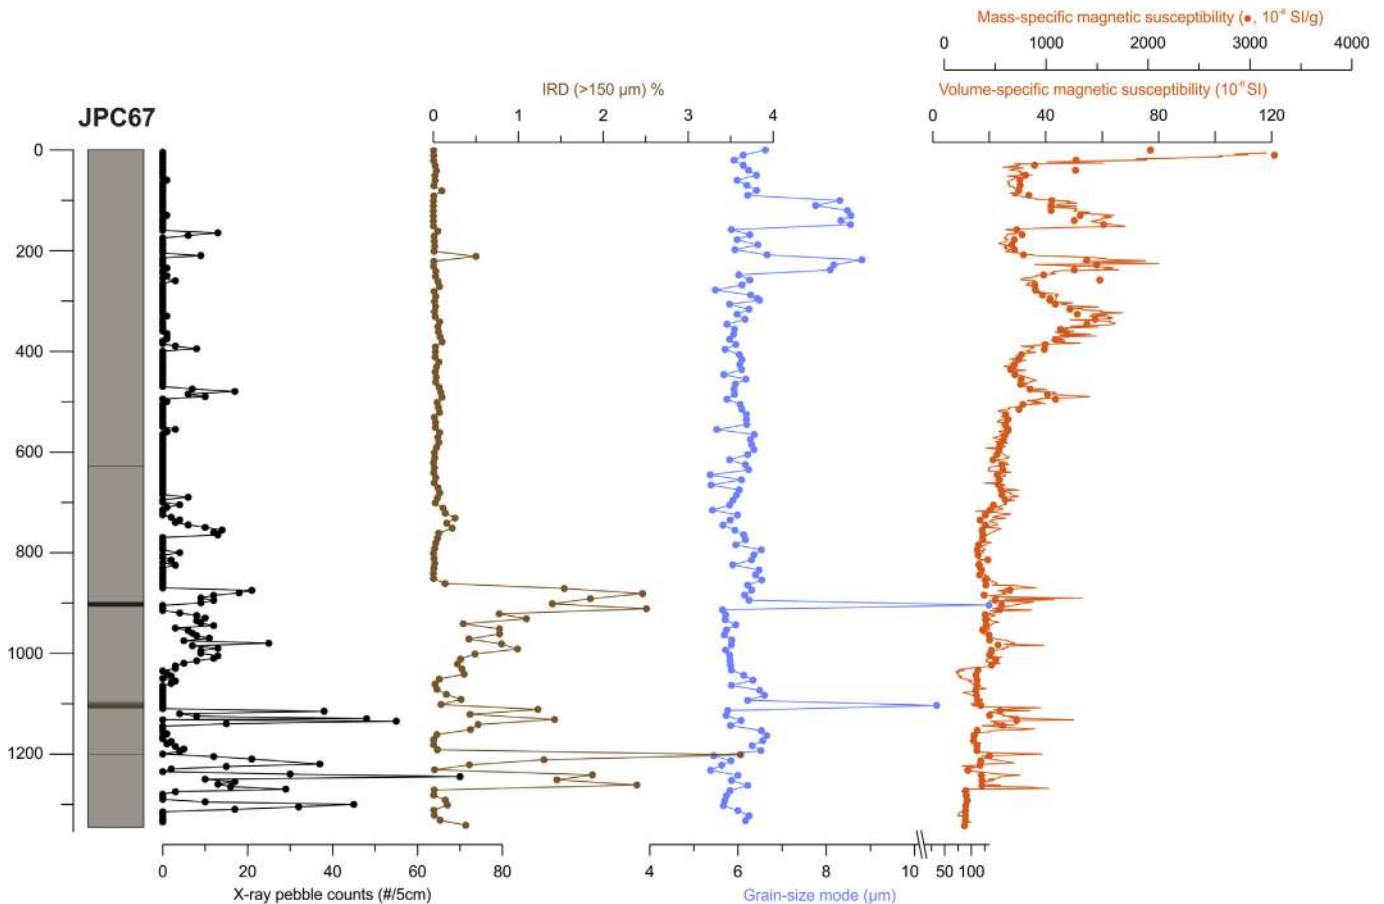 Mass-specific magnetic susceptibility (●, 10⁻⁶ SI/g)
0 1000 2000 3000 4000
IRD (>150 µm) %
Volume-specific magnetic susceptibility (10⁻⁶ SI)
JPC67
0 1 2 3 4
0 40 80 120
0
200
400
600
800
1000
1200
0 20 40 60 80
4 6 8 10 50 100
X-ray pebble counts (#/5cm)
Grain-size mode (µm)